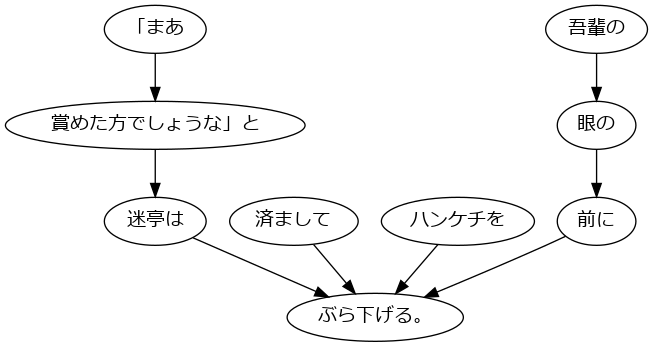 「まあ
吾輩の
賞めた方でしょうな」と
眼の
迷亭は
済まして
ハンケチを
前に
ぶら下げる。